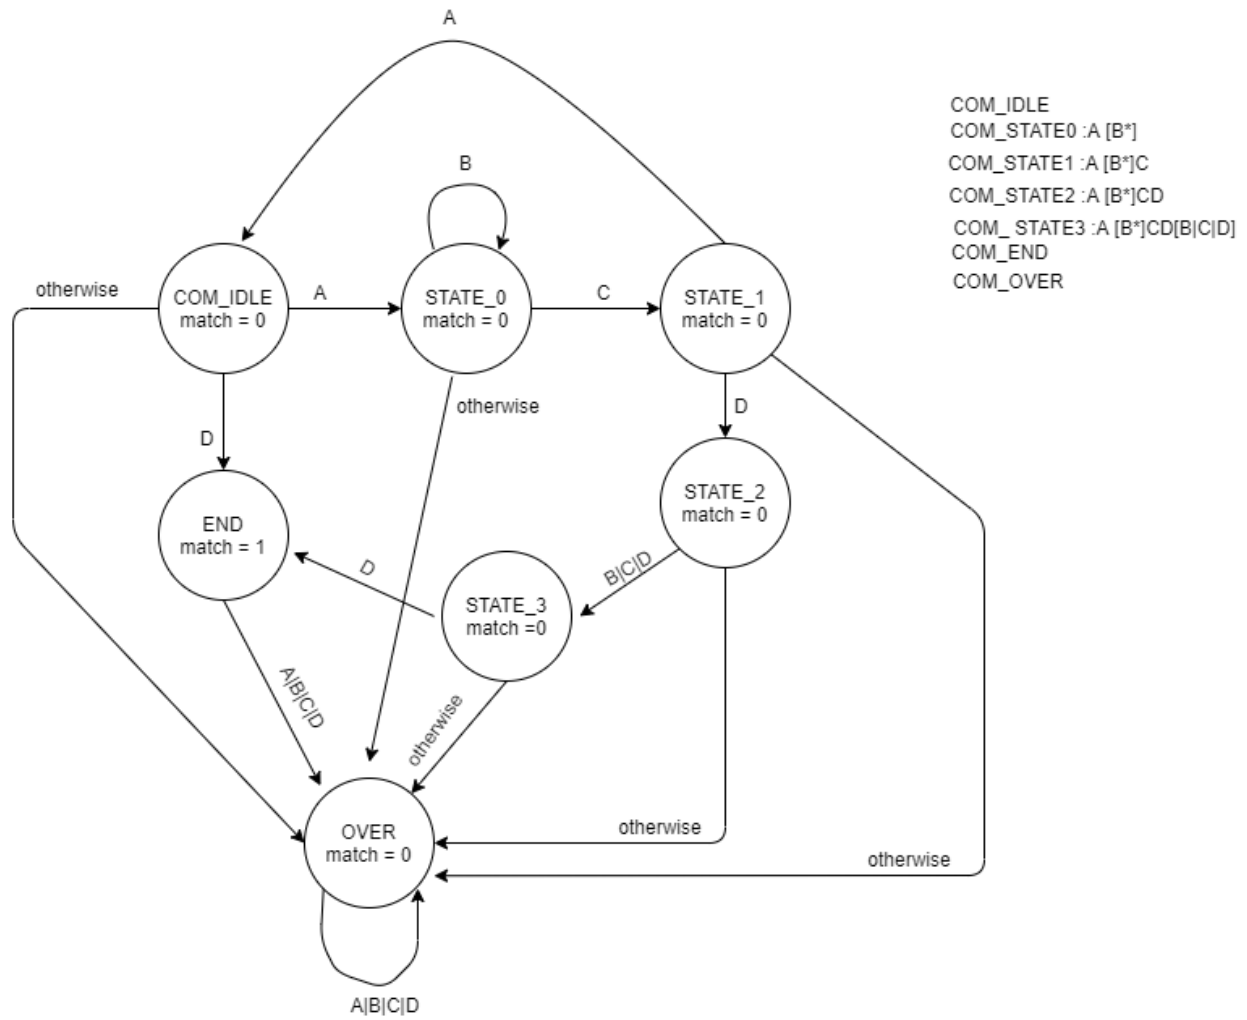 A
COM_IDLE
COM_STATE0 :A [B*]
COM_STATE1 :A [B*]C
COM_STATE2 :A [B*]CD
COM_ STATE3 :A [B*]CD[B|C|D]
COM_END
COM_OVER
B
otherwise
COM_IDLE
match = 0
A
STATE_0
match = 0
C
STATE_1
match = 0
otherwise
D
D
STATE_2
match = 0
END
match = 1
D
B|C|D
STATE_3
match =0
A|B|C|D
otherwise
OVER
match = 0
otherwise
otherwise
A|B|C|D